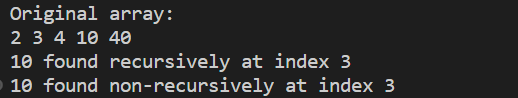 Original array:
2 3 4 10 40
10 found recursively at index 3
10 found non-recursively at index 3